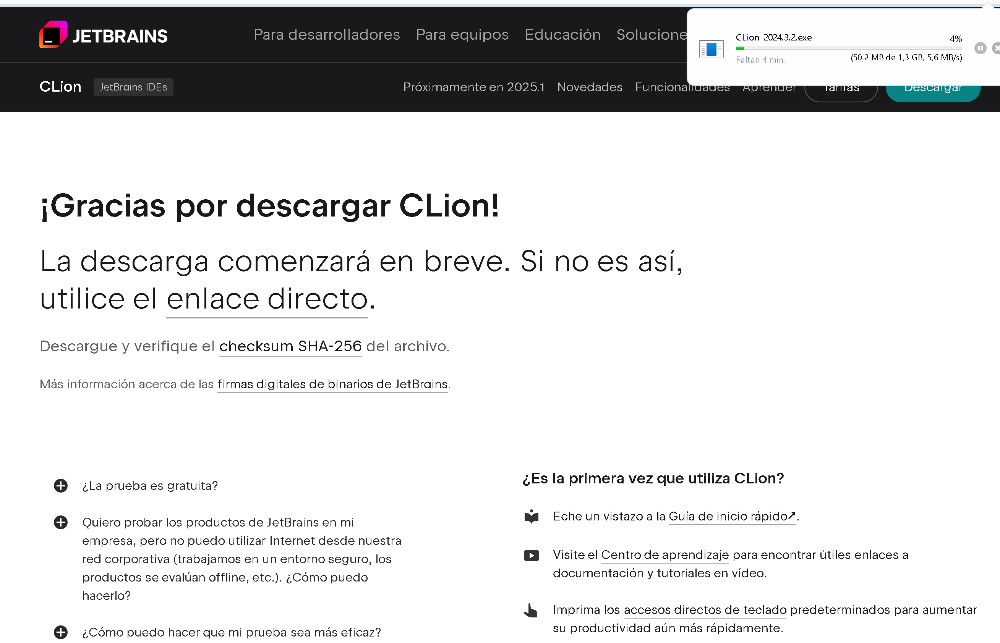 JETBRAINS
Para desarrolladores
Para equipos
Educación
Solucione
CLion-2024.3.2.exe
4%
Faltan 4 min.
(50,2 MB de 1,3 GB, 5,6 MB/s)
CLion
JetBrains IDEs
Próximamente en 2025.1
Novedades
Funcionalidades
Aprender
Tarifas
Descargar
¡Gracias por descargar CLion!
La descarga comenzará en breve. Si no es así,
utilice el enlace directo.
Descargue y verifique el checksum SHA-256 del archivo.
Más información acerca de las firmas digitales de binarios de JetBrains.
¿La prueba es gratuita?
Quiero probar los productos de JetBrains en mi
empresa, pero no puedo utilizar Internet desde nuestra
red corporativa (trabajamos en un entorno seguro, los
productos se evalúan offline, etc.). ¿Cómo puedo
hacerlo?
¿Cómo puedo hacer que mi prueba sea más eficaz?
¿Es la primera vez que utiliza CLion?
Eche un vistazo a la Guía de inicio rápido↗.
Visite el Centro de aprendizaje para encontrar útiles enlaces a
documentación y tutoriales en vídeo.
Imprima los accesos directos de teclado predeterminados para aumentar
su productividad aún más rápidamente.